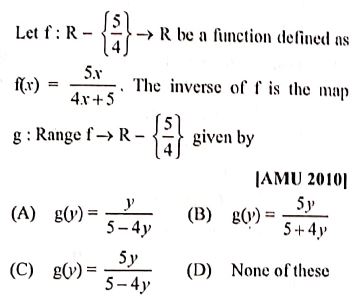 Let f : R − {5/4} → R be a function defined as
f(x) = 5x/(4x+5). The inverse of f is the map
g : Range f → R − {5/4} given by
[AMU 2010]
(A) g(y) = y/(5−4y) (B) g(y) = 5y/(5+4y)
(C) g(y) = 5y/(5−4y) (D) None of these